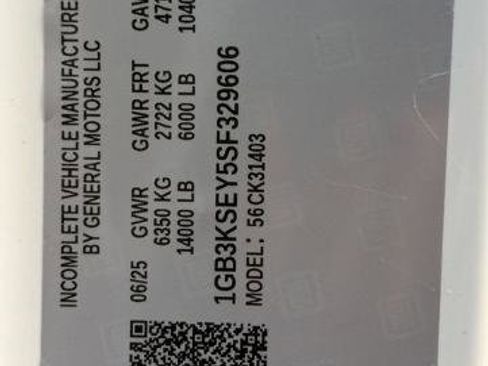 INCOMPLETE VEHICLE MANUFACTURE
BY GENERAL MOTORS LLC
06/25 GVWR GAWR FRT
6350 KG 2722 KG
14000 LB 6000 LB
1GB3KSEY5SF329606
MODEL: 56CK31403